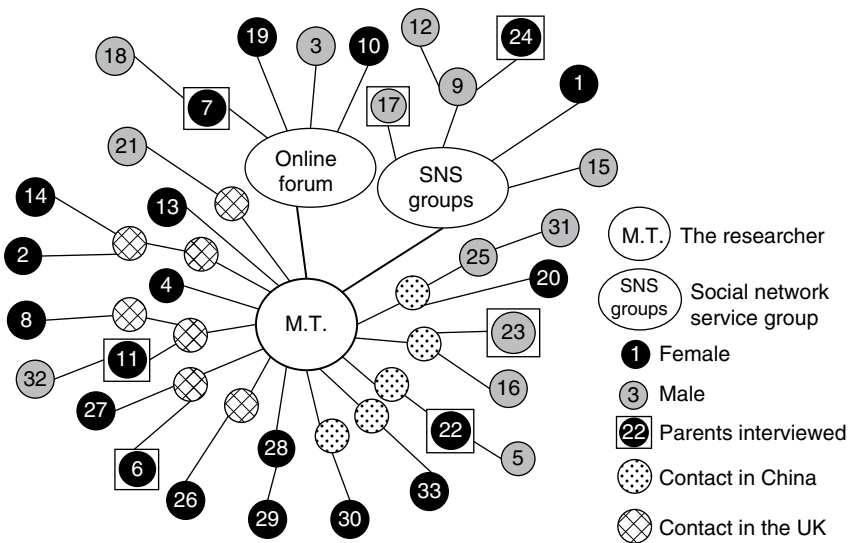 12
19
3
10
24
18
9
7
17
1
21
Online
forum
SNS
groups
15
14
13
31
M.T. The researcher
2
25
4
20
SNS
groups
Social network
service group
8
M.T.
23
11
1 Female
32
16
3 Male
27
22
22 Parents interviewed
28
5
6
Contact in China
26
33
29
30
Contact in the UK